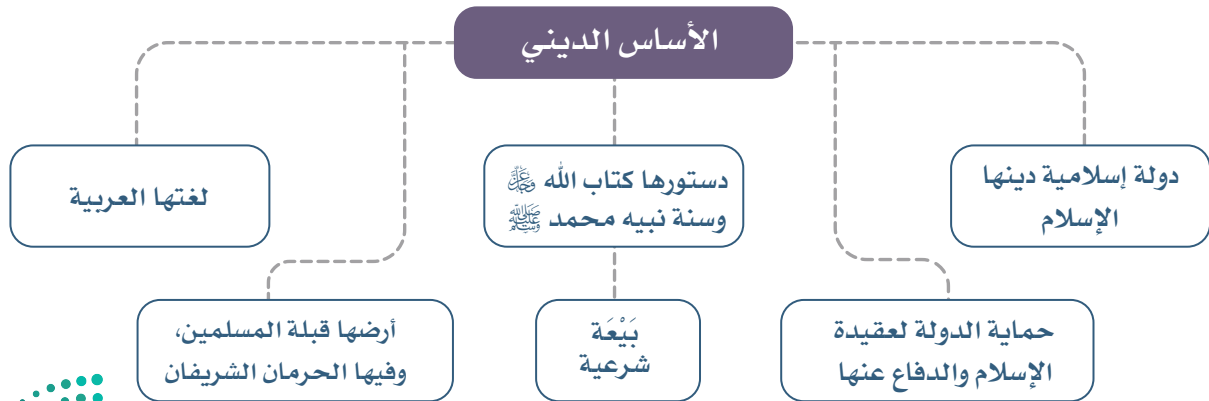 الأساس الديني
دولة إسلامية دينها
الإسلام
دستورها كتاب الله ﷻ
وسنة نبيه محمد ﷺ
لغتها العربية
حماية الدولة لعقيدة
الإسلام والدفاع عنها
بَيْعَة
شرعية
أرضها قبلة المسلمين،
وفيها الحرمان الشريفان